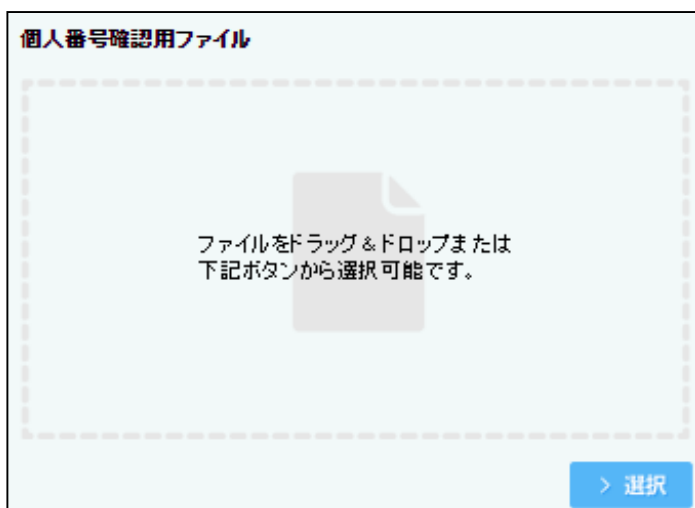 個人番号確認用ファイル
ファイルをドラッグ&ドロップまたは
下記ボタンから選択可能です。
> 選択